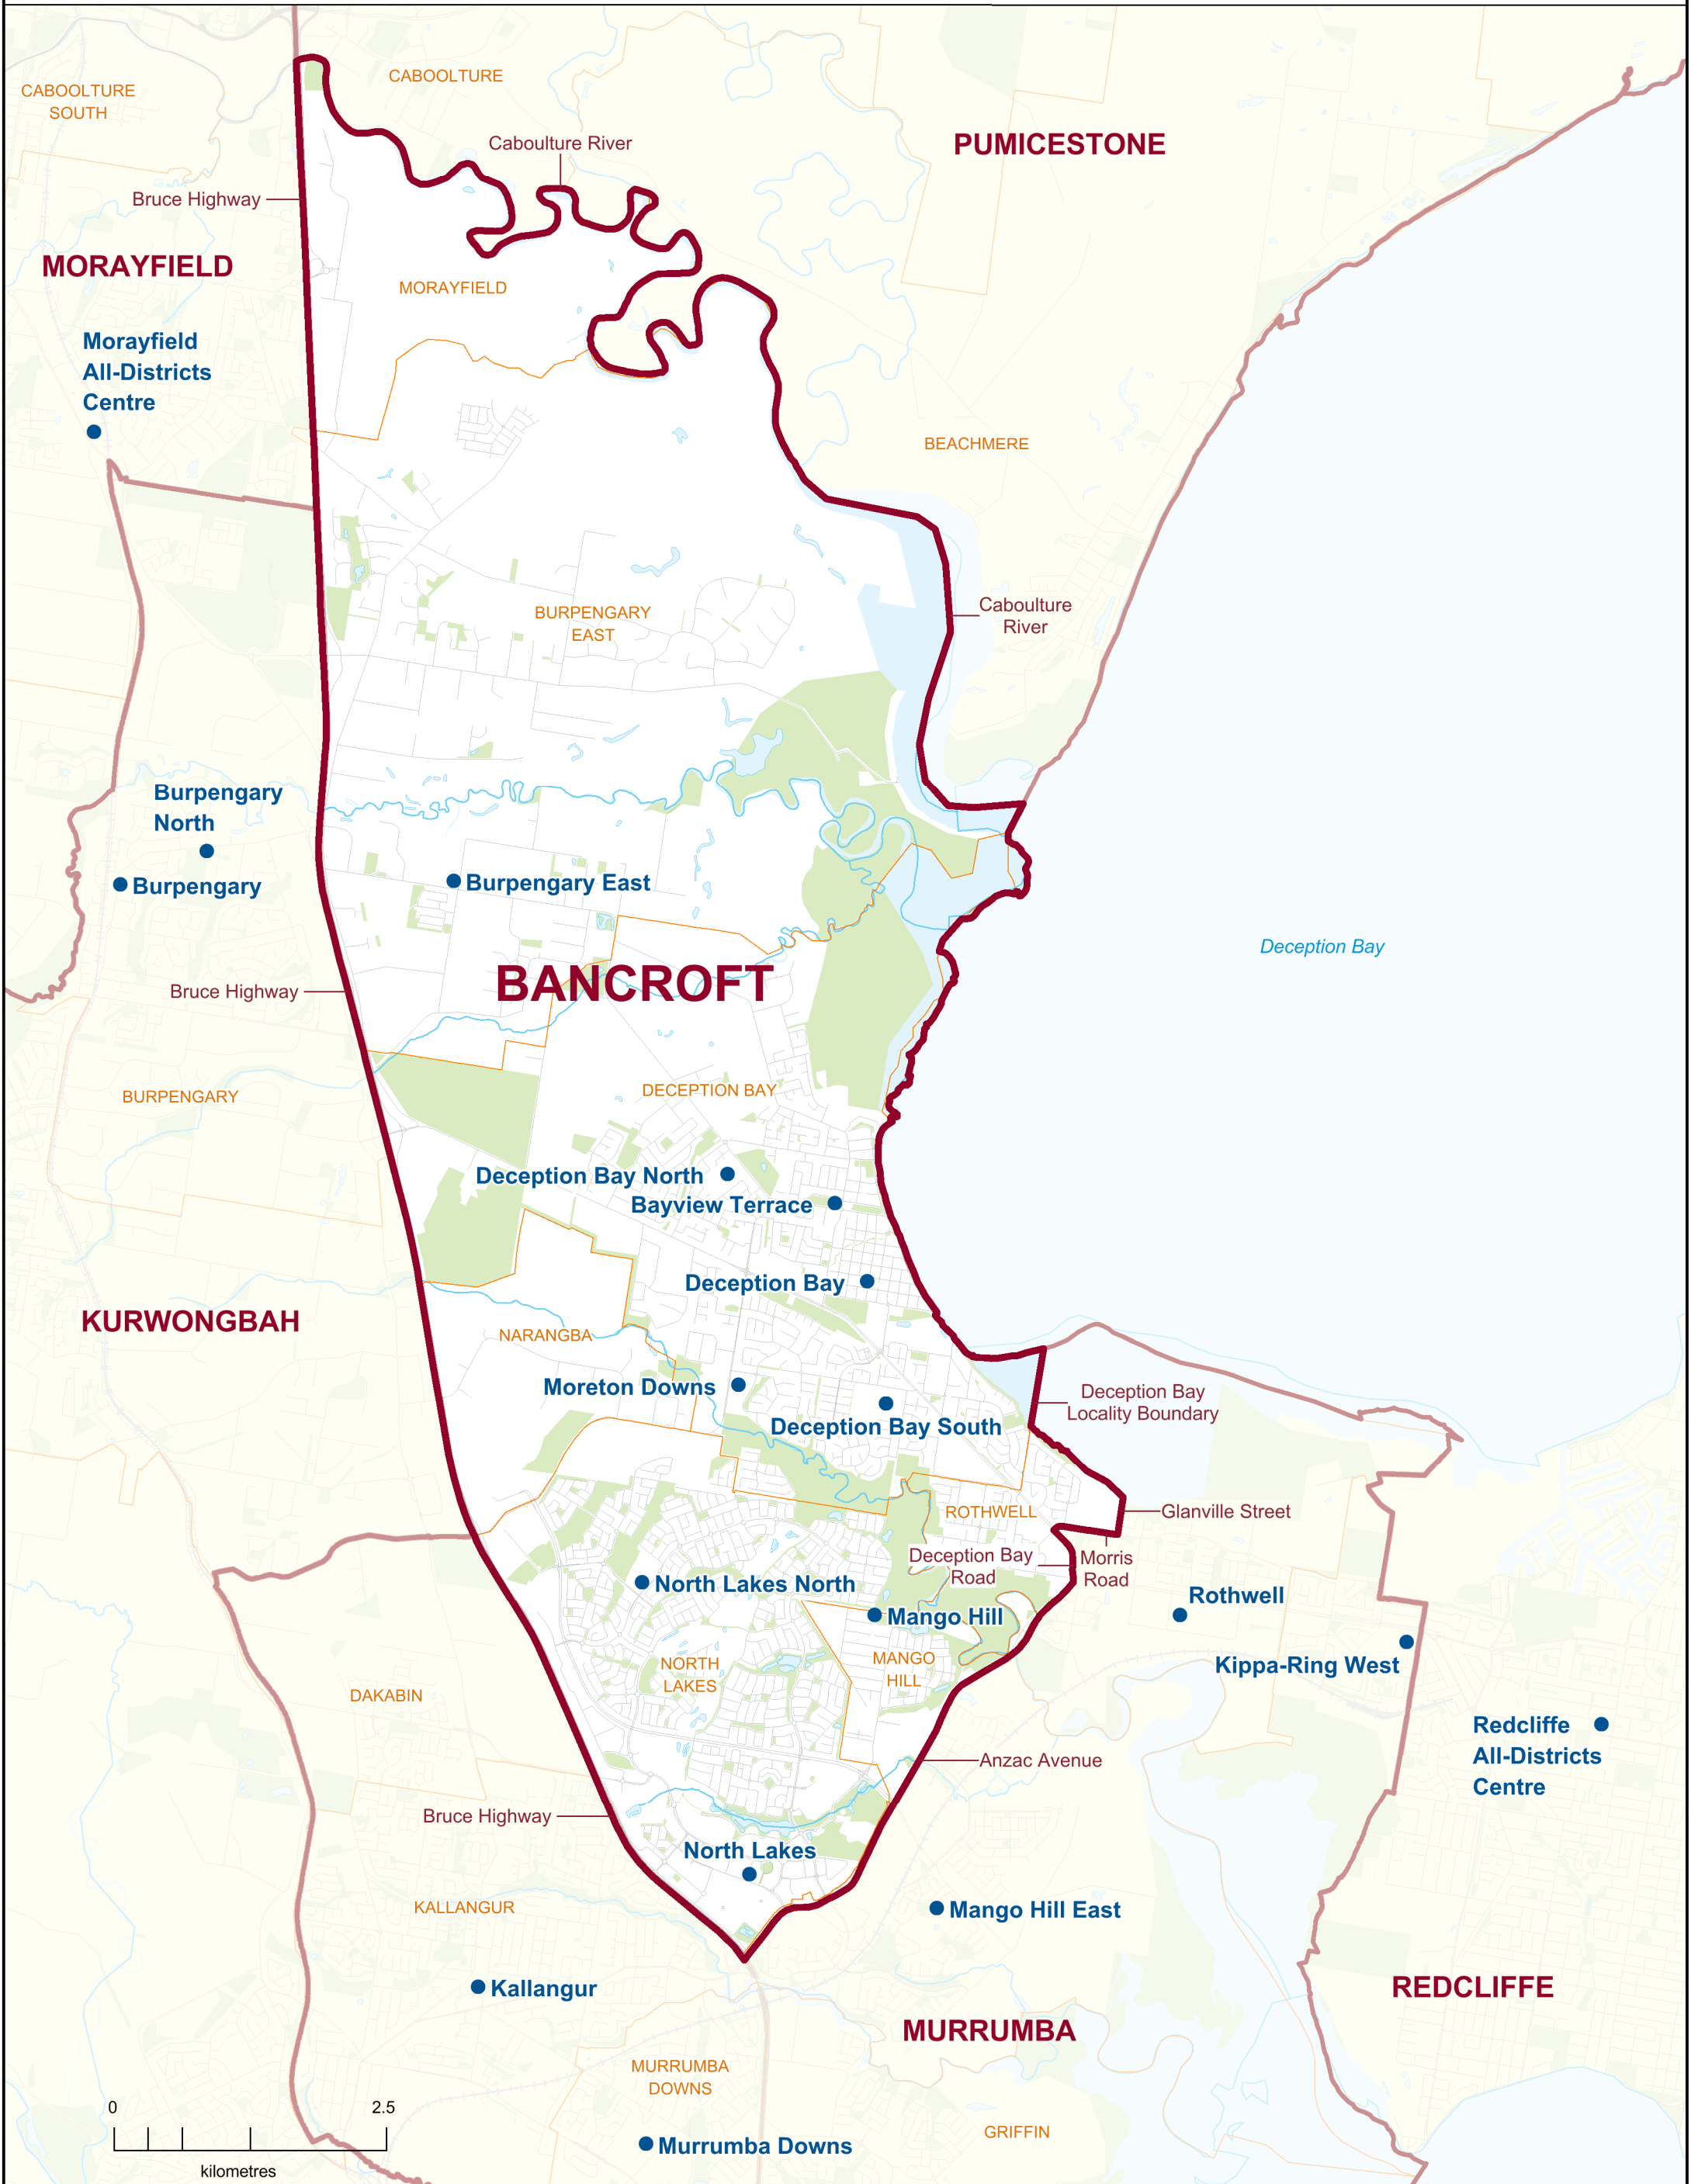 CABOOLTURE
CABOOLTURE
SOUTH
PUMICESTONE
Caboulture River
Bruce Highway
MORAYFIELD
MORAYFIELD
Morayfield
All-Districts
Centre
BEACHMERE
Caboulture
River
BURPENGARY
EAST
Burpengary
North
Burpengary
Burpengary East
Deception Bay
BANCROFT
Bruce Highway
DECEPTION BAY
BURPENGARY
Deception Bay North
Bayview Terrace
Deception Bay
KURWONGBAH
NARANGBA
Moreton Downs
Deception Bay
Locality Boundary
Deception Bay South
ROTHWELL
Glanville Street
Deception Bay
Road
Morris
Road
North Lakes North
Rothwell
Mango Hill
NORTH
LAKES
MANGO
HILL
Kippa-Ring West
DAKABIN
Redcliffe
All-Districts
Centre
Anzac Avenue
Bruce Highway
North Lakes
KALLANGUR
Mango Hill East
Kallangur
REDCLIFFE
MURRUMBA
MURRUMBA
DOWNS
0
2.5
GRIFFIN
Murrumba Downs
kilometres